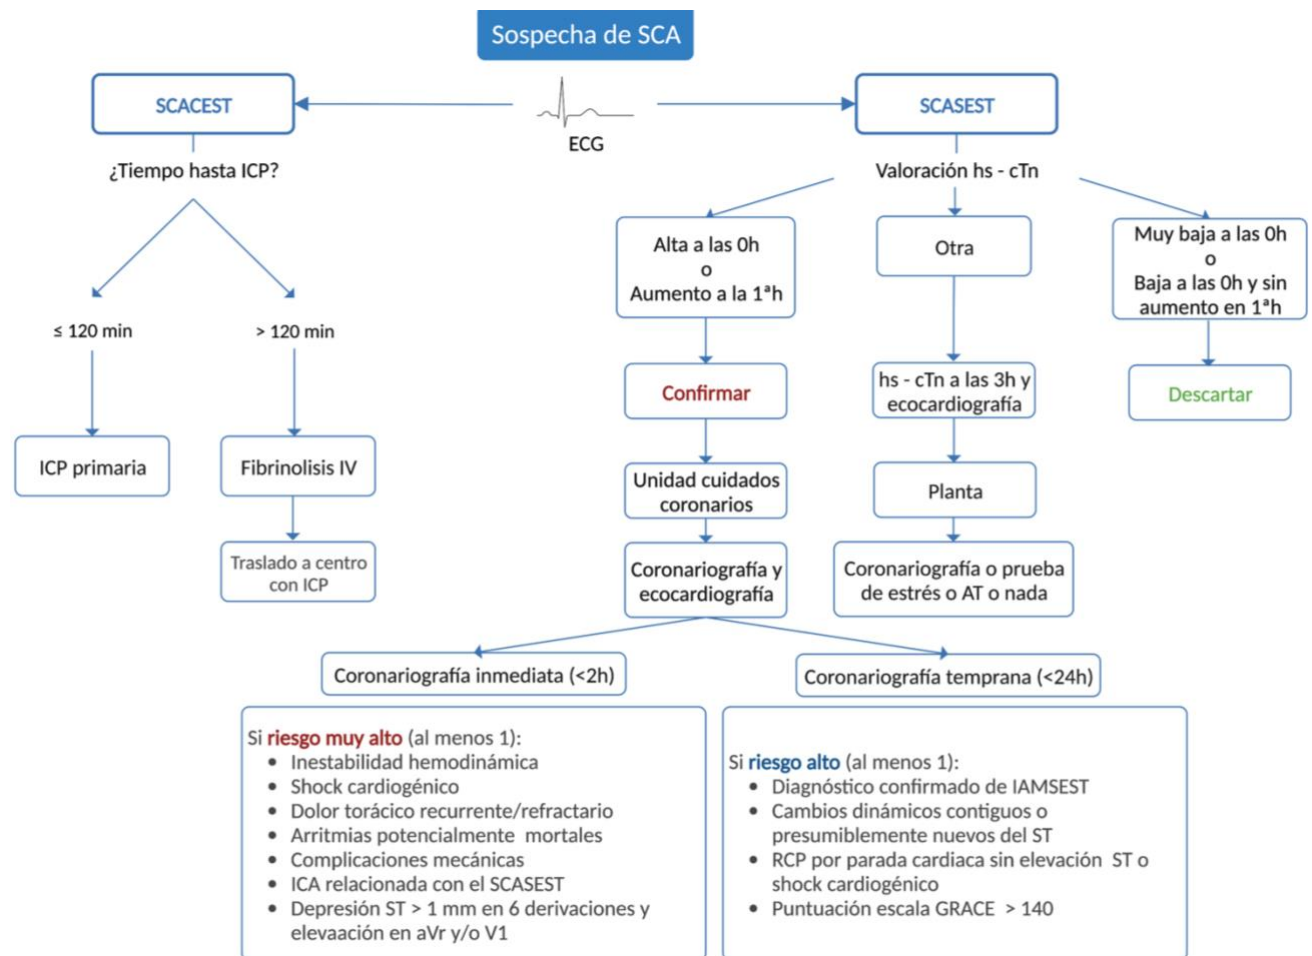 Sospecha de SCA
SCACEST
ECG
SCASEST
¿Tiempo hasta ICP?
≤ 120 min
> 120 min
ICP primaria
Fibrinolisis IV
Traslado a centro
con ICP
Valoración hs - cTn
Alta a las 0h
o
Aumento a la 1ªh
Confirmar
Unidad cuidados
coronarios
Coronariografía y
ecocardiografía
Otra
hs - cTn a las 3h y
ecocardiografía
Planta
Coronariografía o prueba
de estrés o AT o nada
Muy baja a las 0h
o
Baja a las 0h y sin
aumento en 1ªh
Descartar
Coronariografía inmediata (<2h)
Si riesgo muy alto (al menos 1):
• Inestabilidad hemodinámica
• Shock cardiogénico
• Dolor torácico recurrente/refractario
• Arritmias potencialmente mortales
• Complicaciones mecánicas
• ICA relacionada con el SCASEST
• Depresión ST > 1 mm en 6 derivaciones y
elevaación en aVr y/o V1
Coronariografía temprana (<24h)
Si riesgo alto (al menos 1):
• Diagnóstico confirmado de IAMSEST
• Cambios dinámicos contiguos o
presumiblemente nuevos del ST
• RCP por parada cardiaca sin elevación ST o
shock cardiogénico
• Puntuación escala GRACE > 140